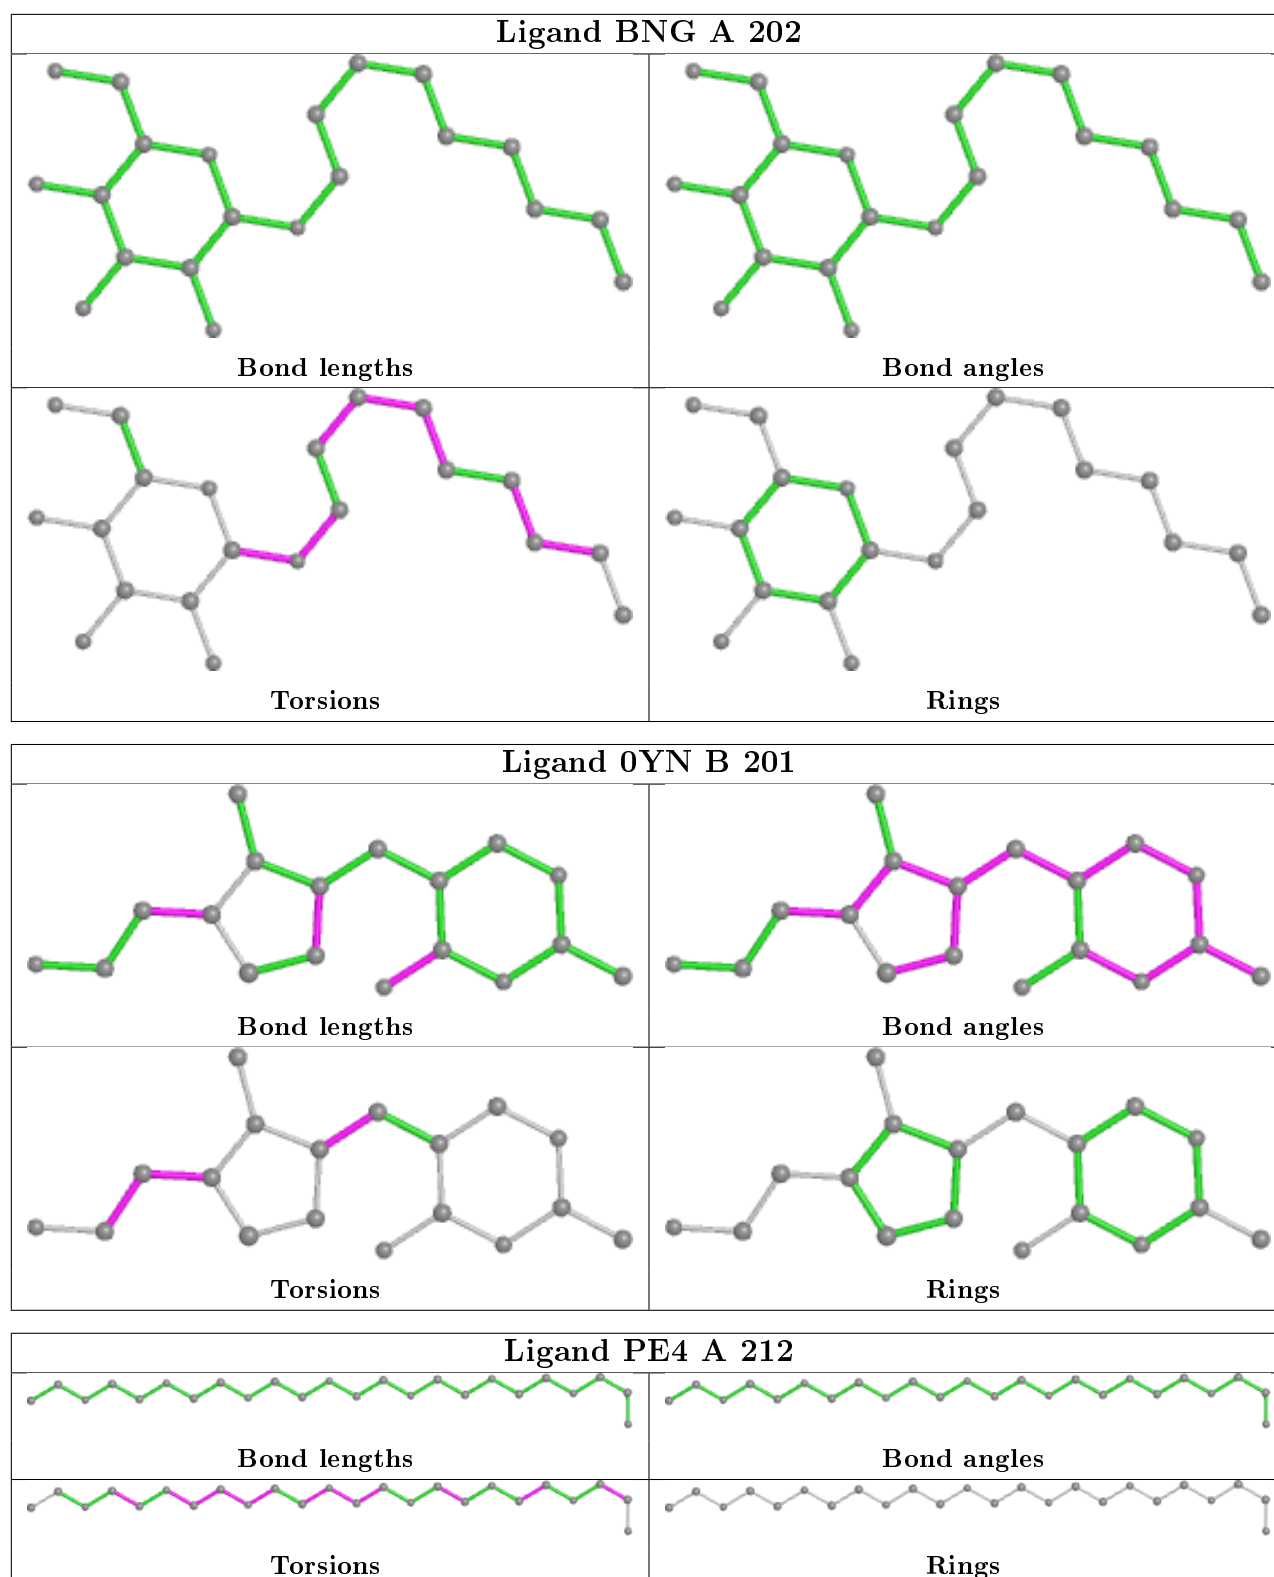 Ligand BNG A 202
Bond lengths
Bond angles
Torsions
Rings
Ligand 0YN B 201
Bond lengths
Bond angles
Torsions
Rings
Ligand PE4 A 212
Bond lengths
Bond angles
Torsions
Rings